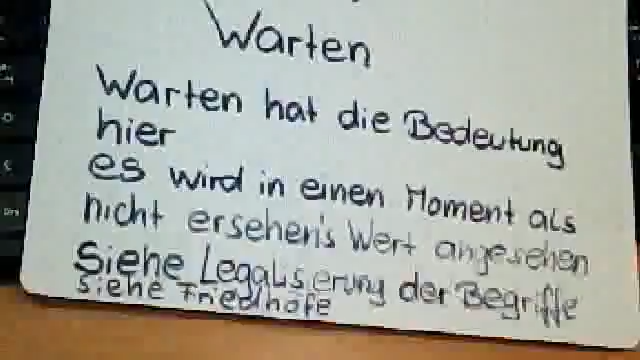 Warten
Warten hat die Bedeutung
hier
es wird in einen Moment als
nicht ersehen's Wert angesehen
Siehe Legalisierung der Begriffe
siehe Friedhöfe